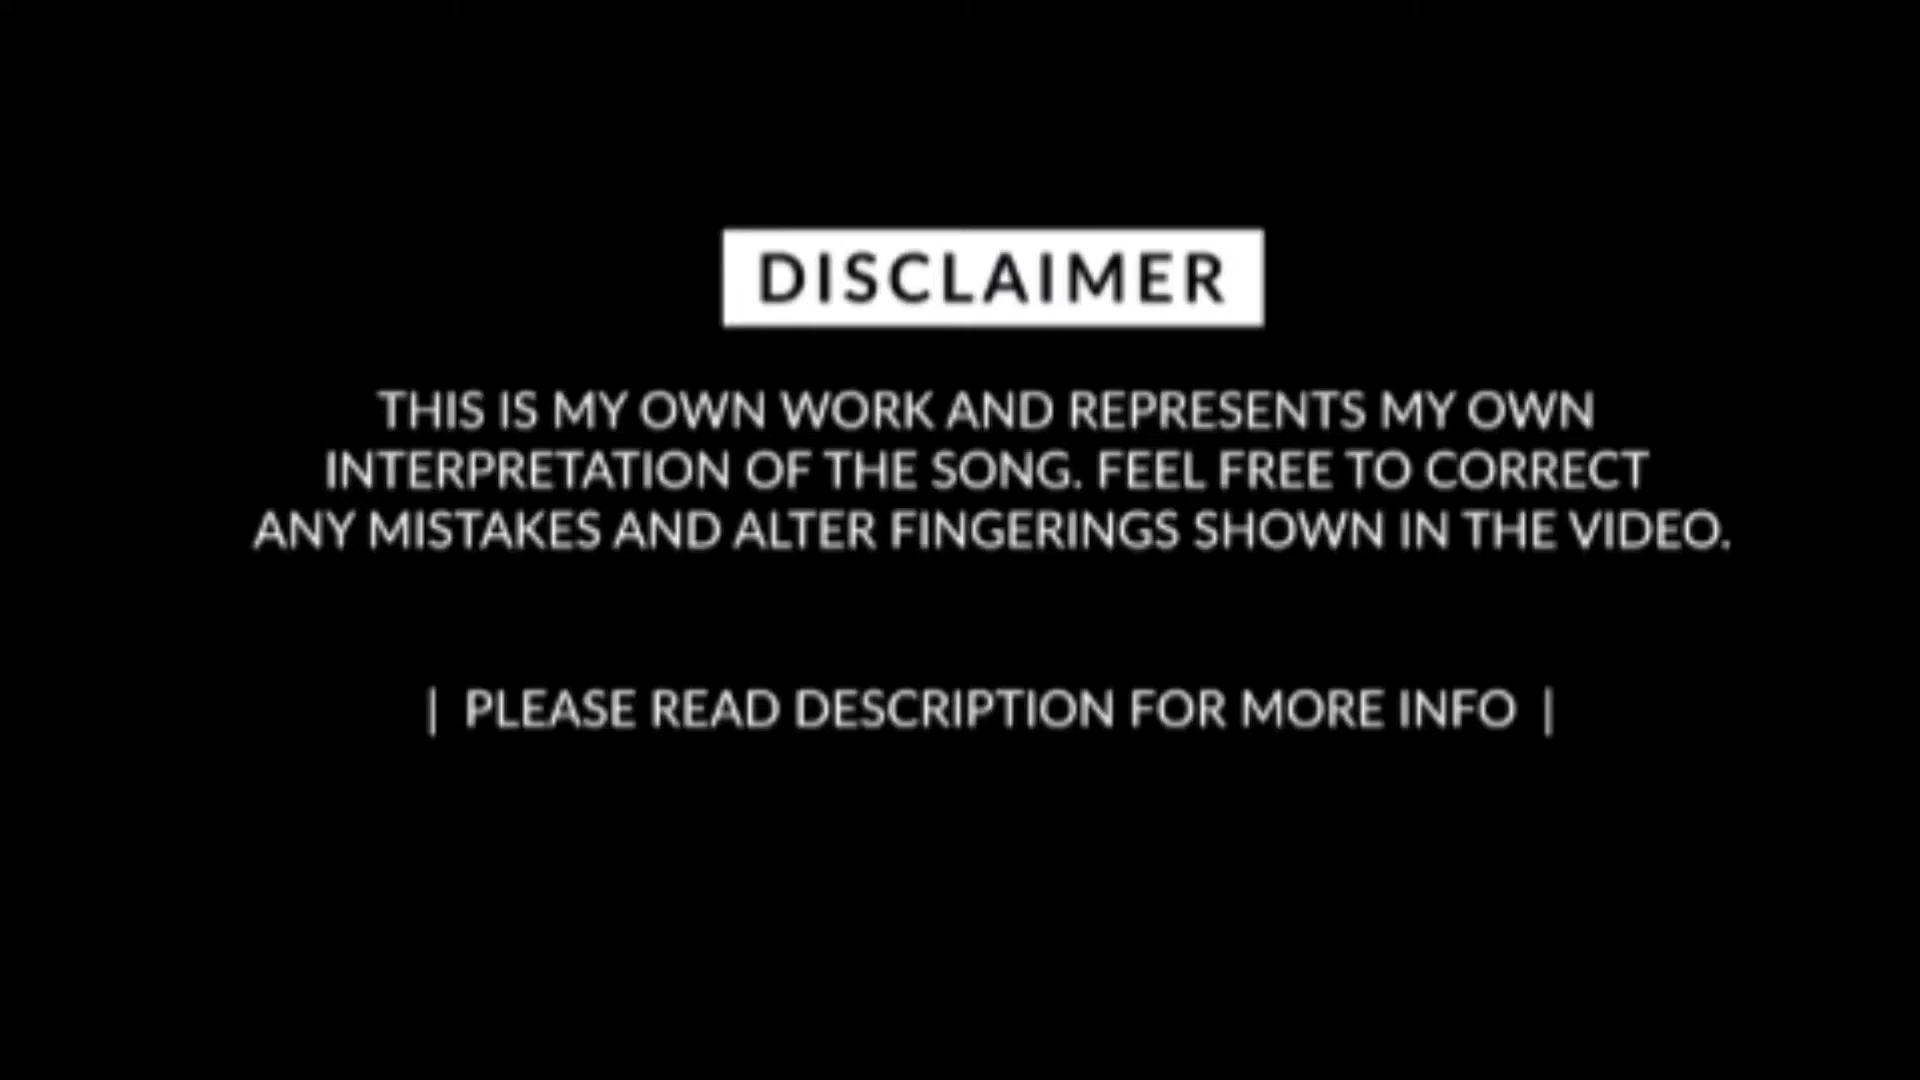 DISCLAIMER
THIS IS MY OWN WORK AND REPRESENTS MY OWN
INTERPRETATION OF THE SONG. FEEL FREE TO CORRECT
ANY MISTAKES AND ALTER FINGERINGS SHOWN IN THE VIDEO.
| PLEASE READ DESCRIPTION FOR MORE INFO |